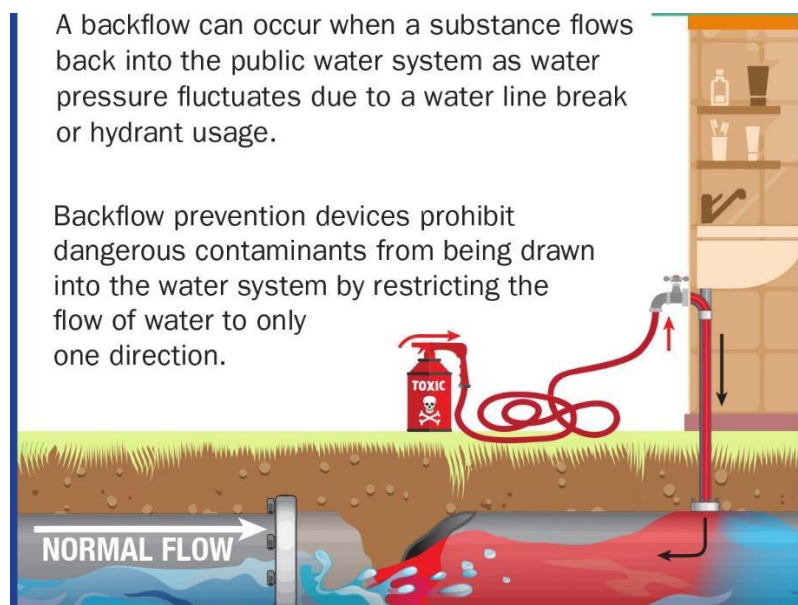 A backflow can occur when a substance flows
back into the public water system as water
pressure fluctuates due to a water line break
or hydrant usage.
Backflow prevention devices prohibit
dangerous contaminants from being drawn
into the water system by restricting the
flow of water to only
one direction.
TOXIC
NORMAL FLOW